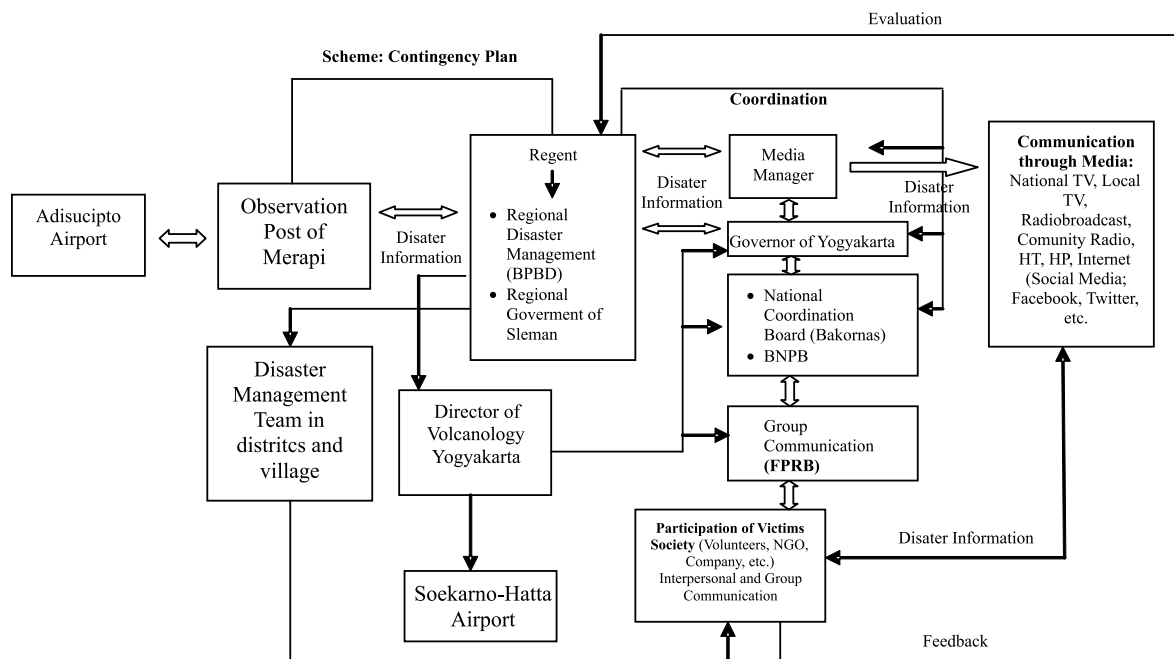 Evaluation
Scheme: Contingency Plan
Coordination
Adisucipto
Airport
Observation
Post of
Merapi
Disater
Information
Regent
• Regional
Disaster
Management
(BPBD)
• Regional
Goverment of
Sleman
Disater
Information
Media
Manager
Governor of Yogyakarta
• National
Coordination
Board (Bakornas)
• BNPB
Group
Communication
(FPRB)
Disater
Information
Communication
through Media:
National TV, Local
TV,
Radiobroadcast,
Comunity Radio,
HT, HP, Internet
(Social Media;
Facebook, Twitter,
etc.
Disaster
Management
Team in
distritcs and
village
Director of
Volcanology
Yogyakarta
Soekarno-Hatta
Airport
Participation of Victims
Society (Volunteers, NGO,
Company, etc.)
Interpersonal and Group
Communication
Disater Information
Feedback